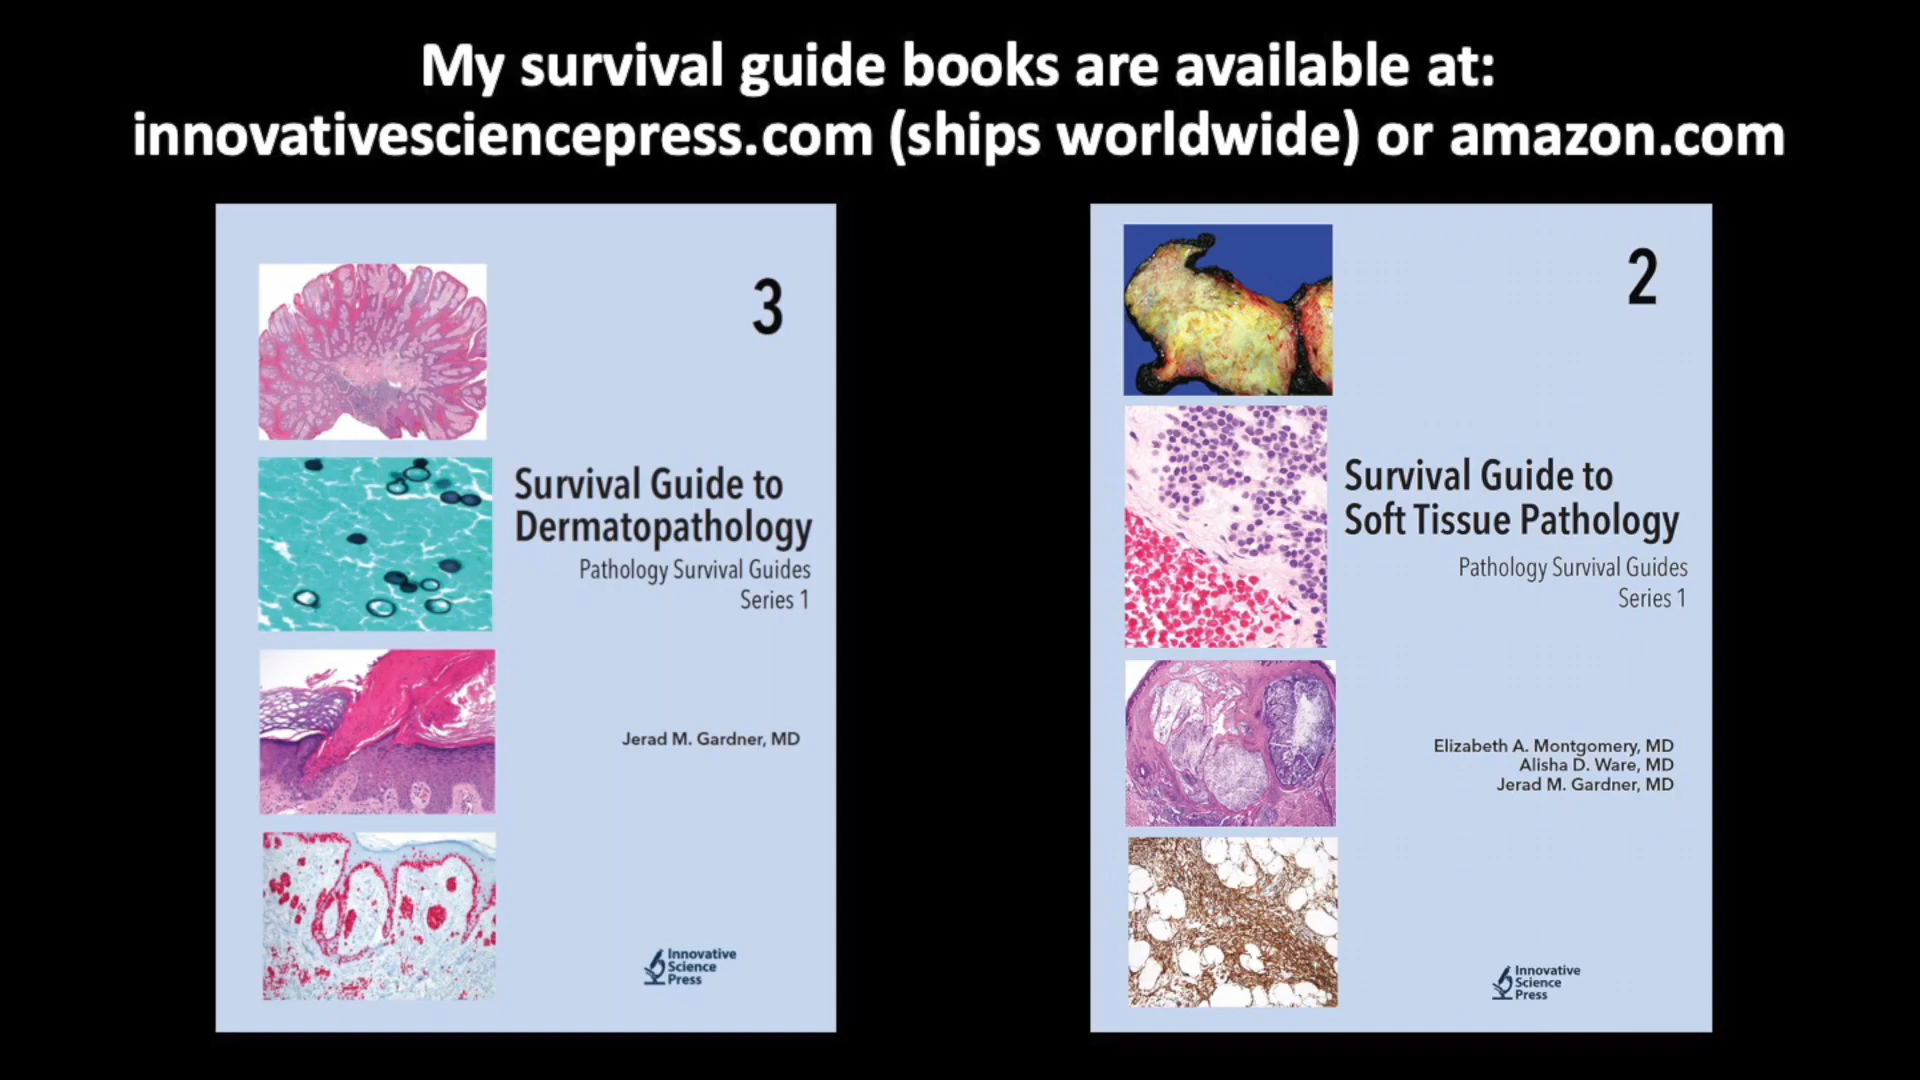 My survival guide books are available at:
innovativesciencepress.com (ships worldwide) or amazon.com
3
Survival Guide to
Dermatopathology
Pathology Survival Guides
Series 1
Jerad M. Gardner, MD
Innovative
Science
Press
2
Survival Guide to
Soft Tissue Pathology
Pathology Survival Guides
Series 1
Elizabeth A. Montgomery, MD
Alisha D. Ware, MD
Jerad M. Gardner, MD
Innovative
Science
Press